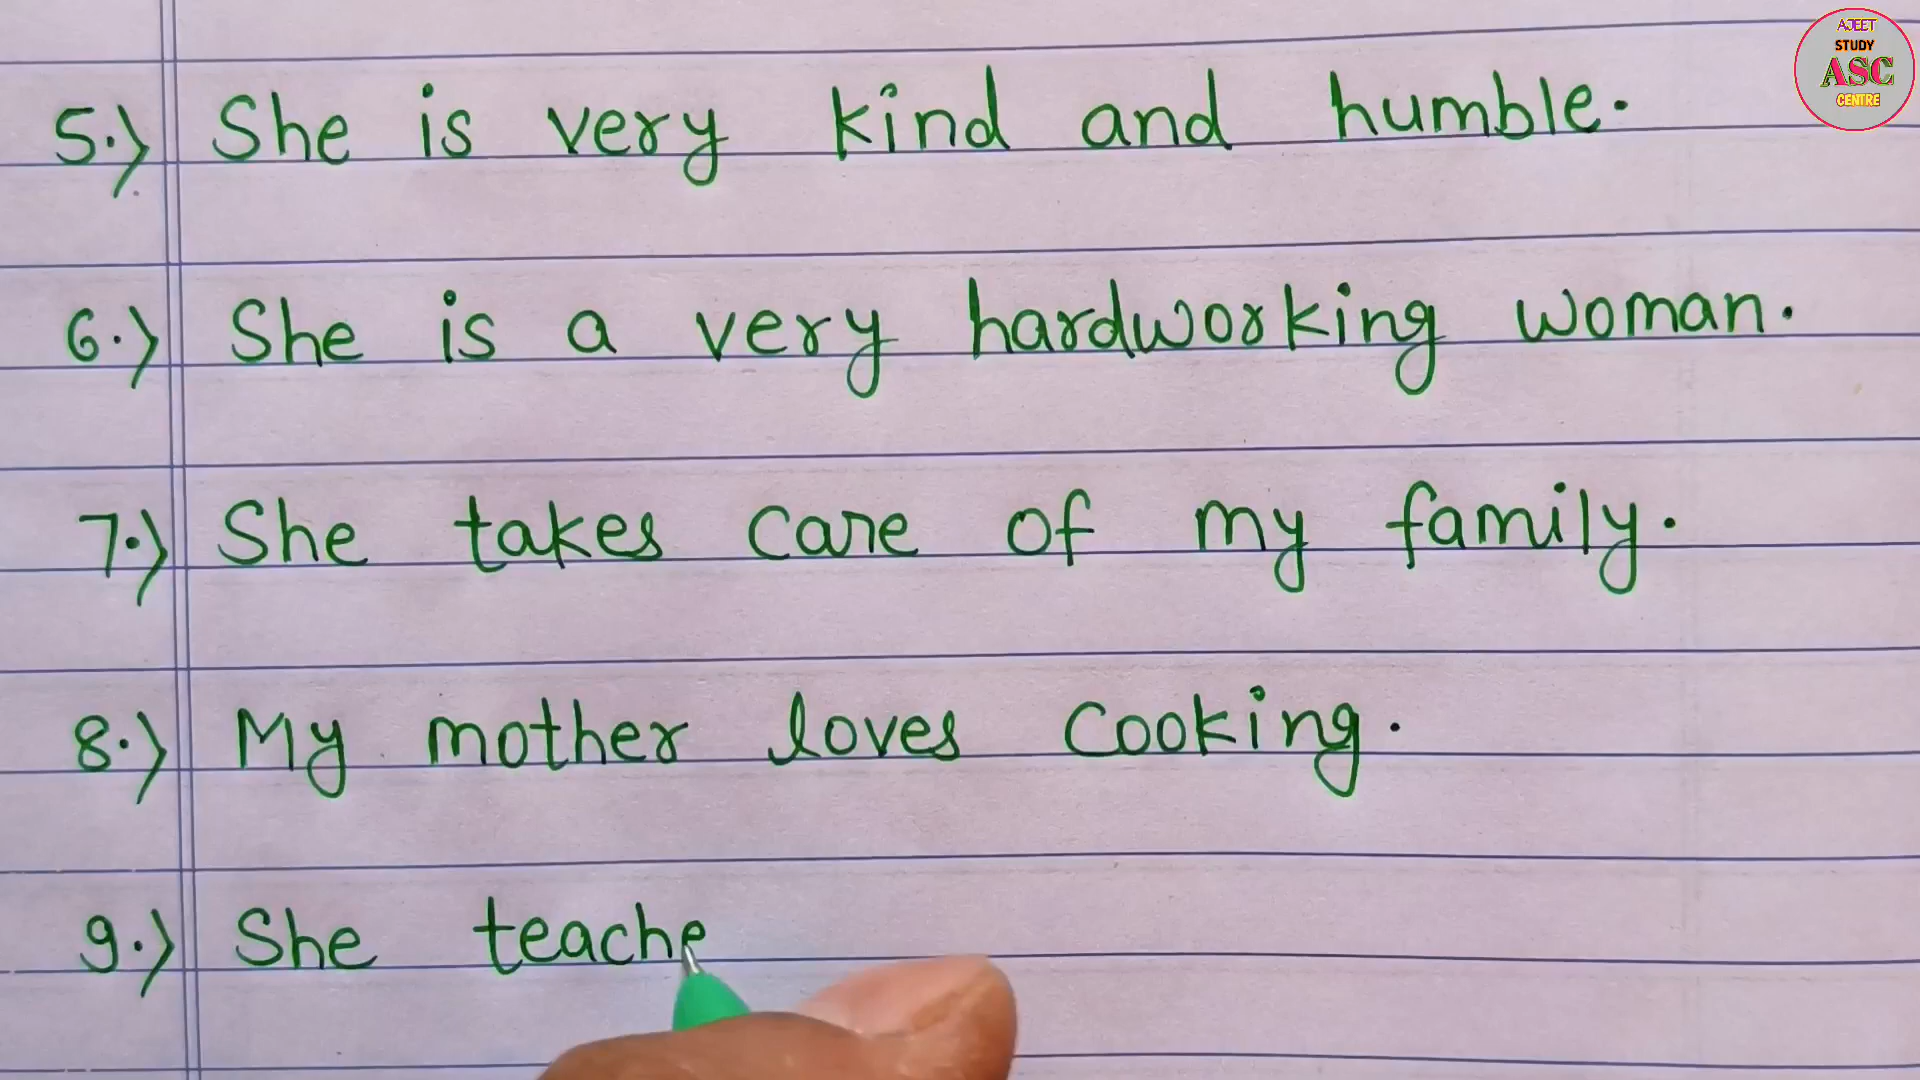 AJEET
STUDY
ASC
CENTRE
5.) She is very kind and humble.
6.) She is a very hardworking woman.
7.) She takes care of my family.
8.) My mother loves cooking.
9.) She teache